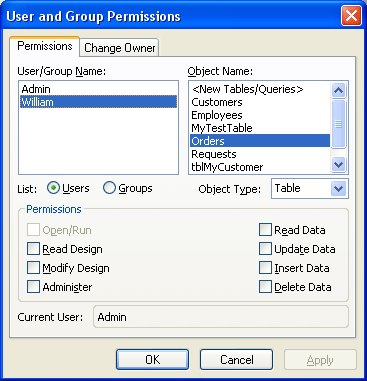 User and Group Permissions
Permissions Change Owner
User/Group Name: Object Name:
Admin
William
<New Tables/Queries>
Customers
Employees
MyTestTable
Orders
Requests
tblMyCustomer
List: Users Groups Object Type: Table
Permissions
Open/Run Read Data
Read Design Update Data
Modify Design Insert Data
Administer Delete Data
Current User: Admin
OK Cancel Apply